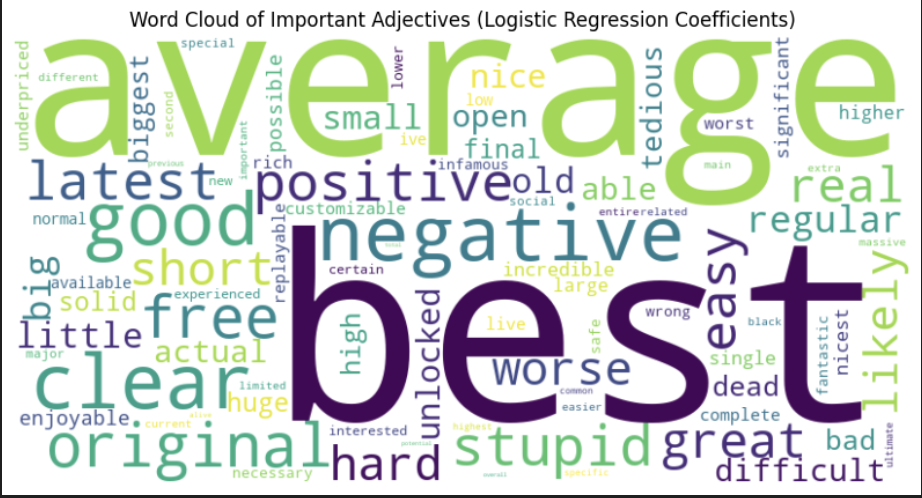 Word Cloud of Important Adjectives (Logistic Regression Coefficients)
average
underpriced
different
biggest
special
second
important
possible
lower
nice
low
small
ive
open
final
tedious
worst
significant
higher
main
previous
latest
new
rich
positive
infamous
old
social
able
extra
real
normal
good
replayable
customizable
negative
entire
related
regular
massive
big
available
short
solid
experienced
free
certain
total
incredible
large
easy
likely
best
little
major
actual
high
unlocked
live
safe
wrong
black
fantastic
nicest
clear
limited
huge
worse
common
easier
single
dead
complete
enjoyable
current
alive
original
necessary
interested
potential
hard
highest
stupid
overall
specific
great
bad
ultimate
difficult